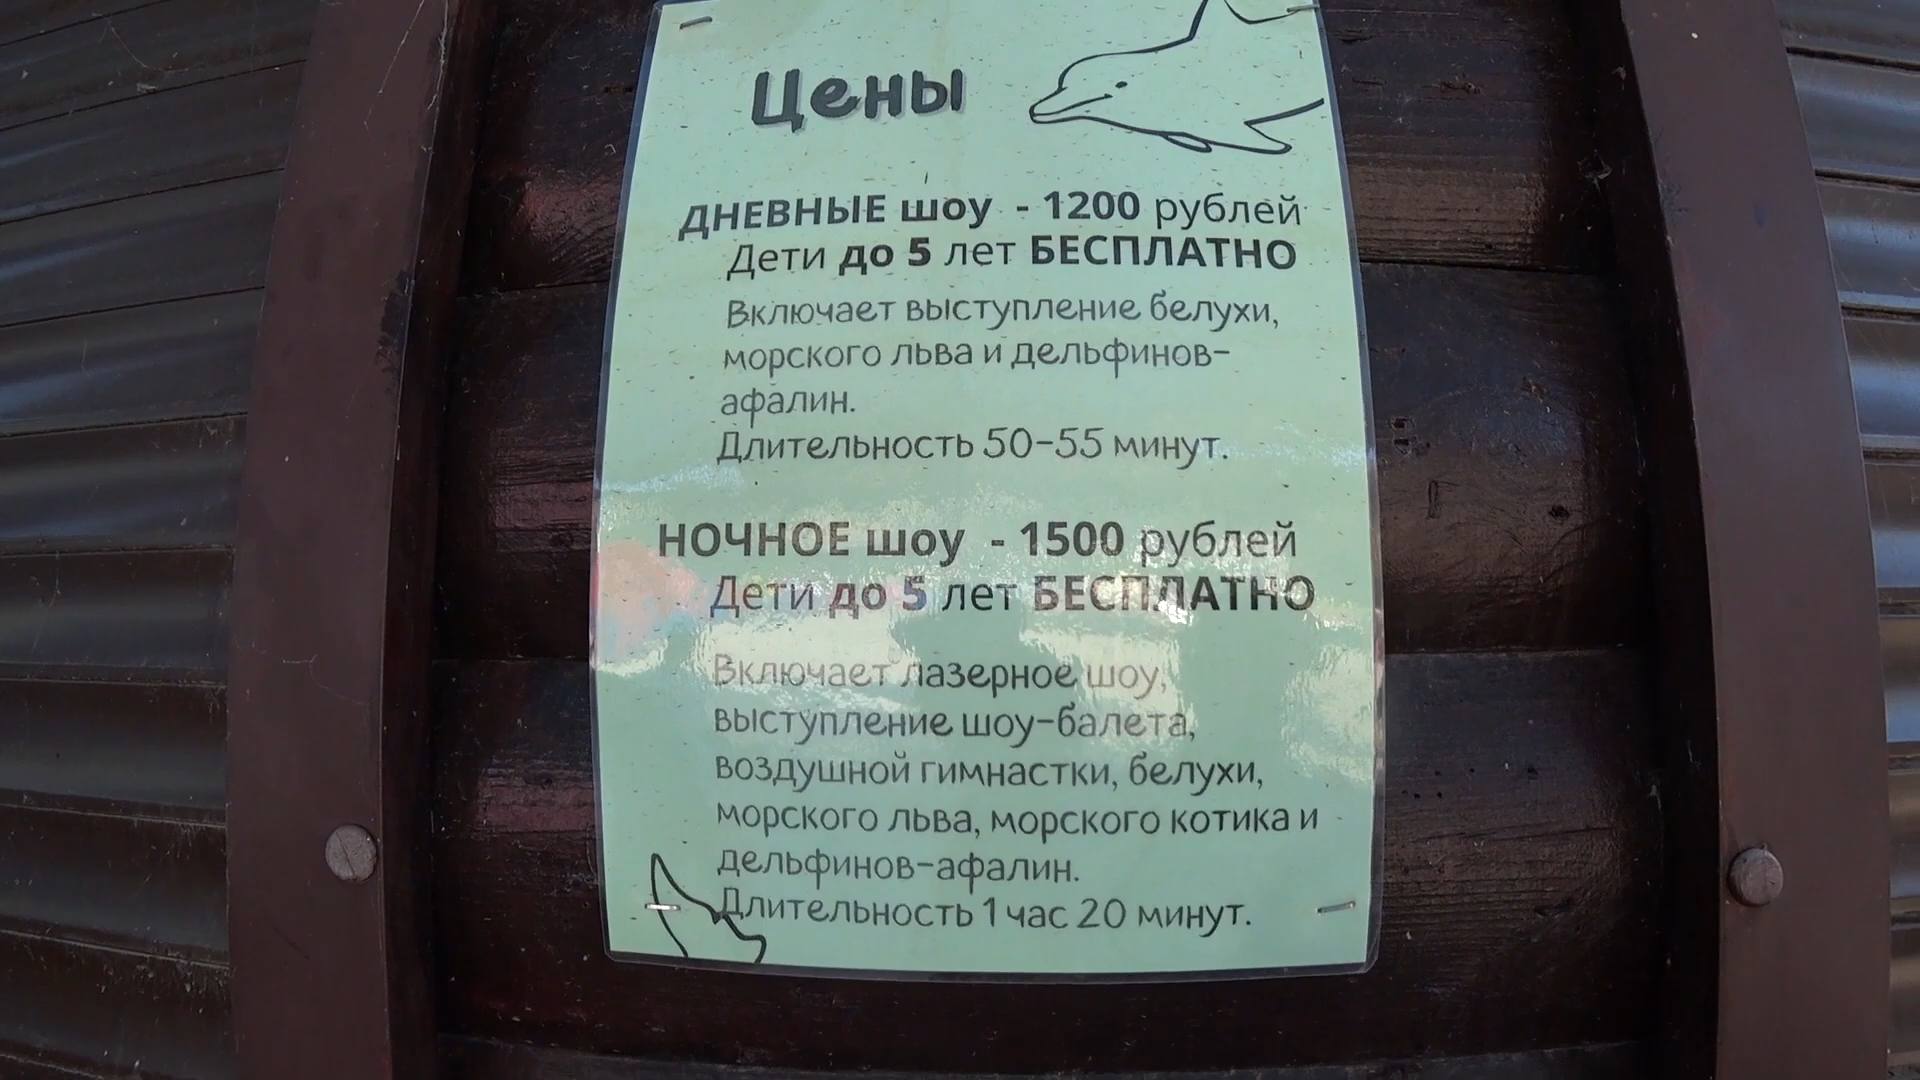 Цены
ДНЕВНЫЕ шоу - 1200 рублей
Дети до 5 лет БЕСПЛАТНО
Включает выступление белухи,
морского льва и дельфинов-
афалин.
Длительность 50-55 минут.
НОЧНОЕ шоу - 1500 рублей
Дети до 5 лет БЕСПЛАТНО
Включает лазерное шоу,
выступление шоу-балета,
воздушной гимнастки, белухи,
морского льва, морского котика и
дельфинов-афалин.
Длительность 1 час 20 минут.